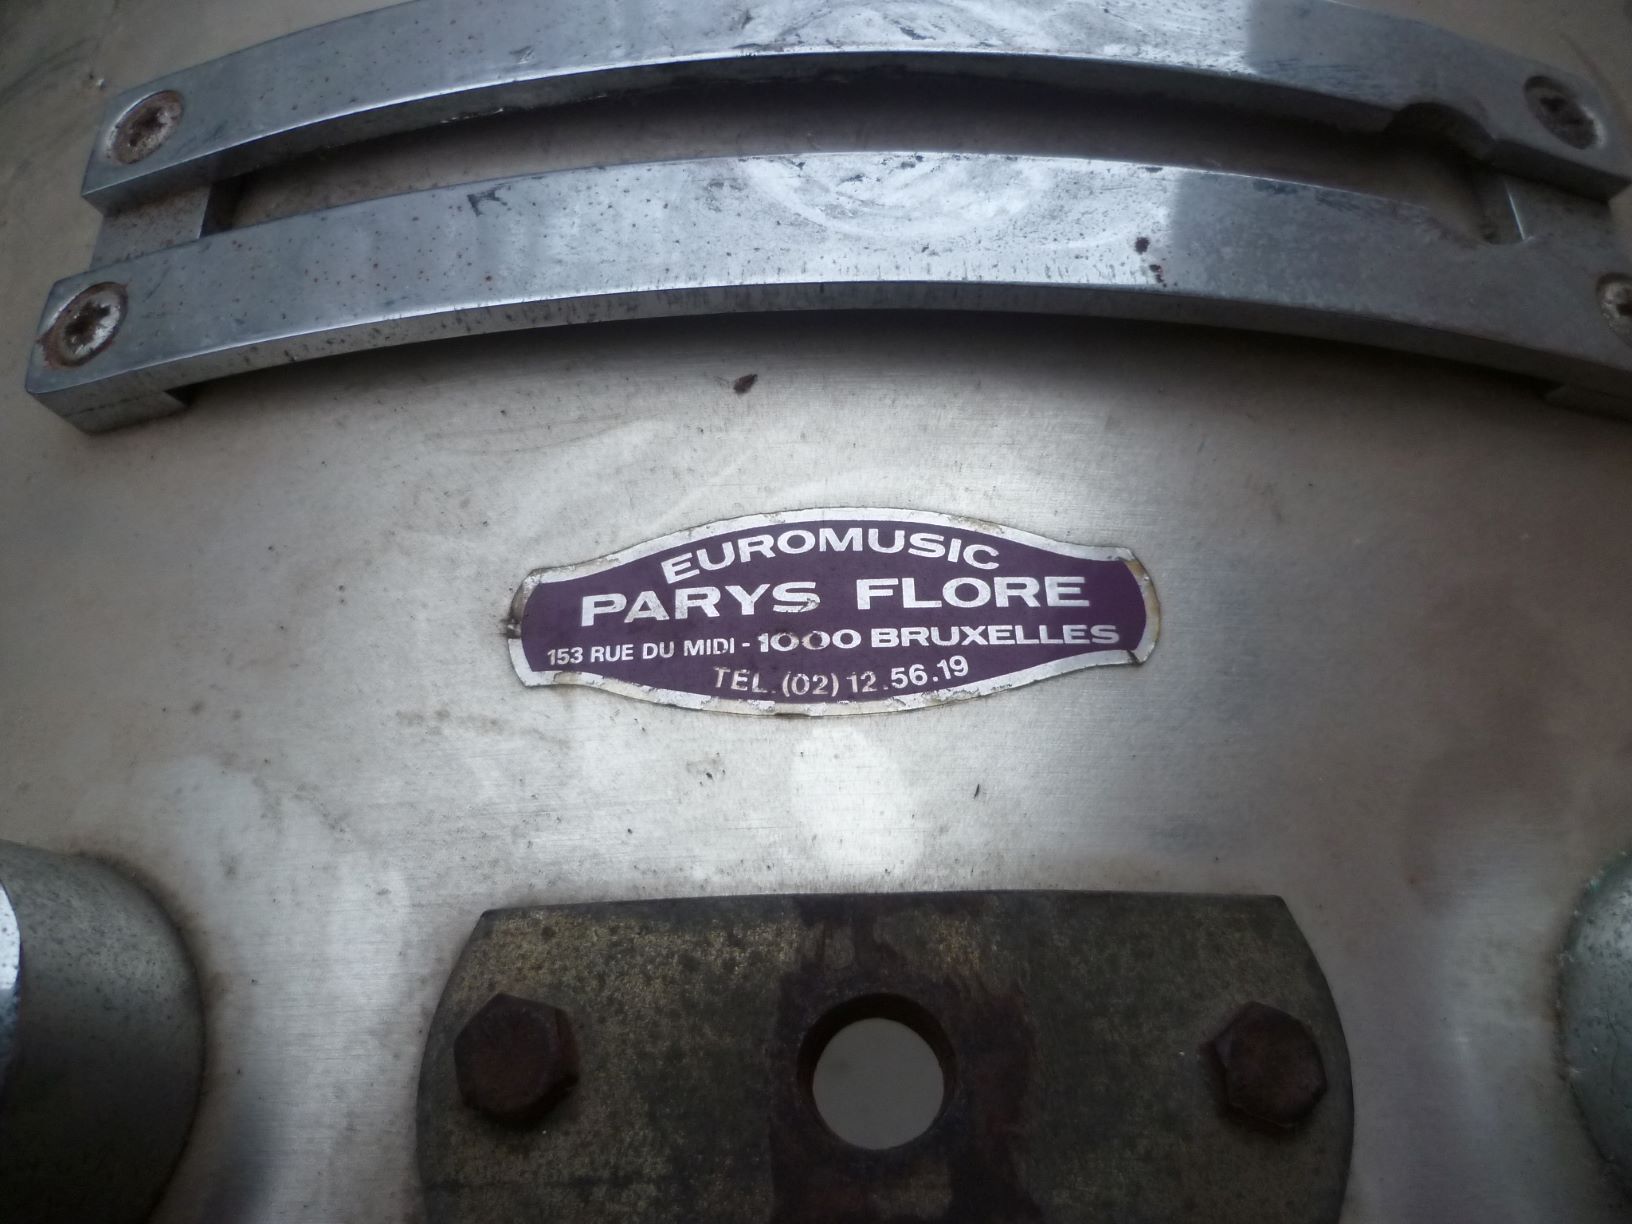 EUROMUSIC
PARYS FLORE
153 RUE DU MIDI - 1000 BRUXELLES
TEL. (02) 12.56.19